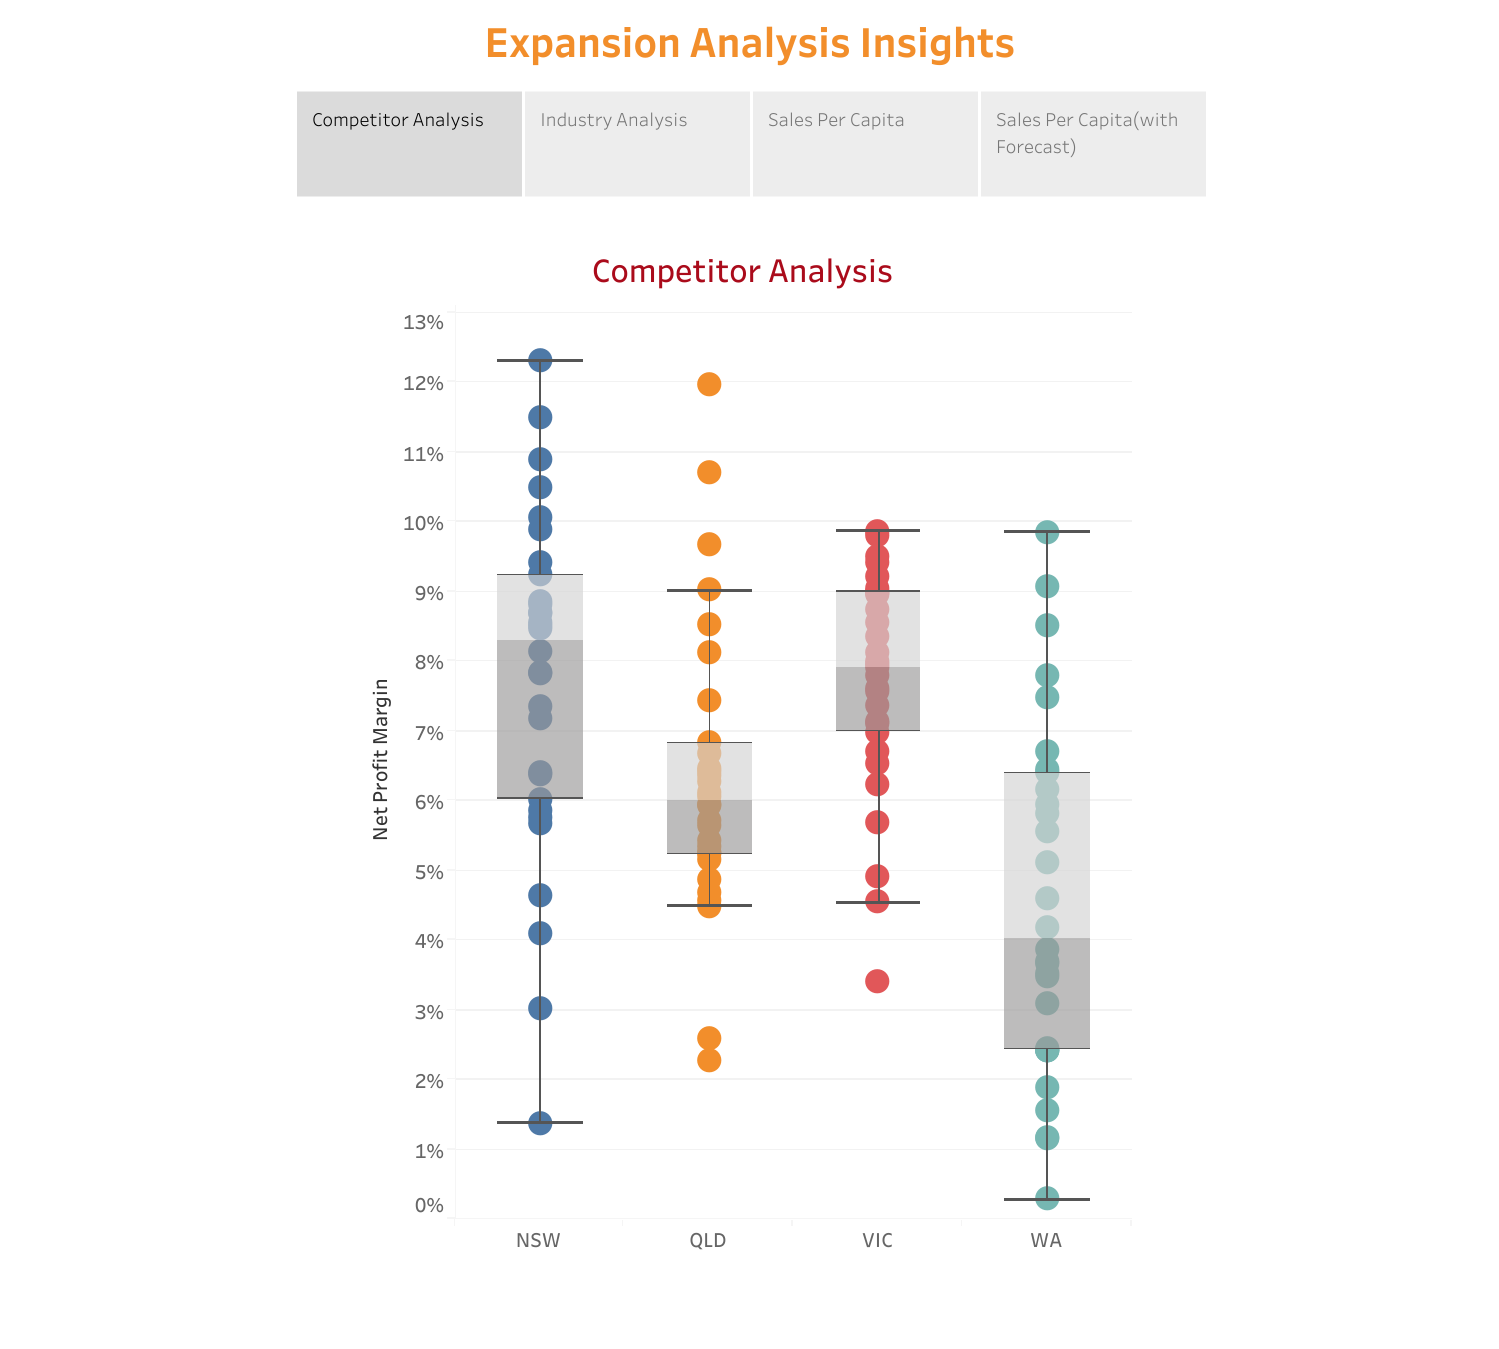 Expansion Analysis Insights
Competitor Analysis
Industry Analysis
Sales Per Capita
Sales Per Capita(with
Forecast)
Competitor Analysis
Net Profit Margin
13%
12%
11%
10%
9%
8%
7%
6%
5%
4%
3%
2%
1%
0%
NSW
QLD
VIC
WA